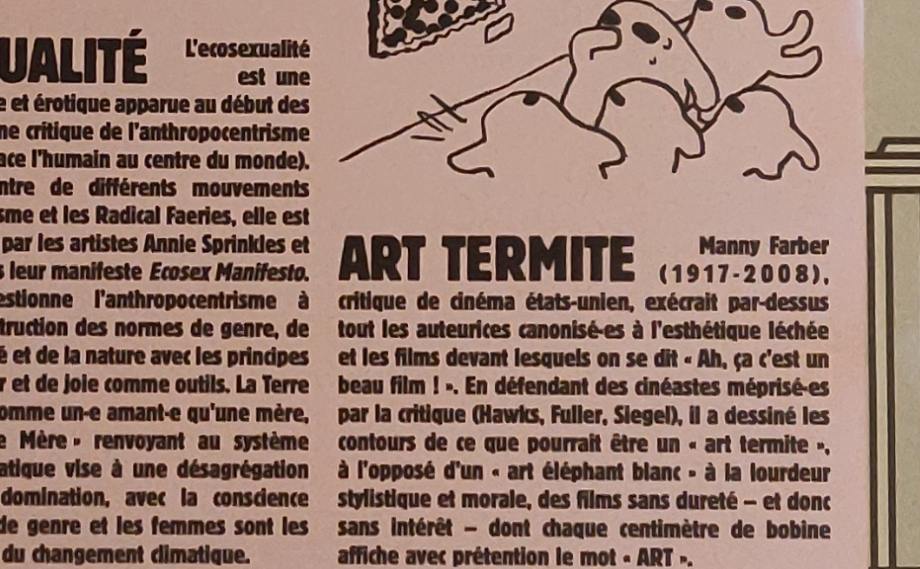 UALITÉ L'ecosexualité
est une
e et érotique apparue au début des
ne critique de l'anthropocentrisme
ace l'humain au centre du monde).
ntre de différents mouvements
sme et les Radical Faeries, elle est
par les artistes Annie Sprinkles et
s leur manifeste Ecosex Manifesto.
estionne l'anthropocentrisme à
truction des normes de genre, de
é et de la nature avec les principes
r et de joie comme outils. La Terre
omme un·e amant·e qu'une mère,
e Mère » renvoyant au système
atique vise à une désagrégation
domination, avec la conscience
de genre et les femmes sont les
du changement climatique.
ART TERMITE Manny Farber
(1917-2008),
critique de cinéma états-unien, exécrait par-dessus
tout les auteurices canonisé·es à l'esthétique léchée
et les films devant lesquels on se dit « Ah, ça c'est un
beau film ! ». En défendant des cinéastes méprisé·es
par la critique (Hawks, Fuller, Siegel), il a dessiné les
contours de ce que pourrait être un « art termite »,
à l'opposé d'un « art éléphant blanc » à la lourdeur
stylistique et morale, des films sans dureté – et donc
sans intérêt – dont chaque centimètre de bobine
affiche avec prétention le mot « ART ».